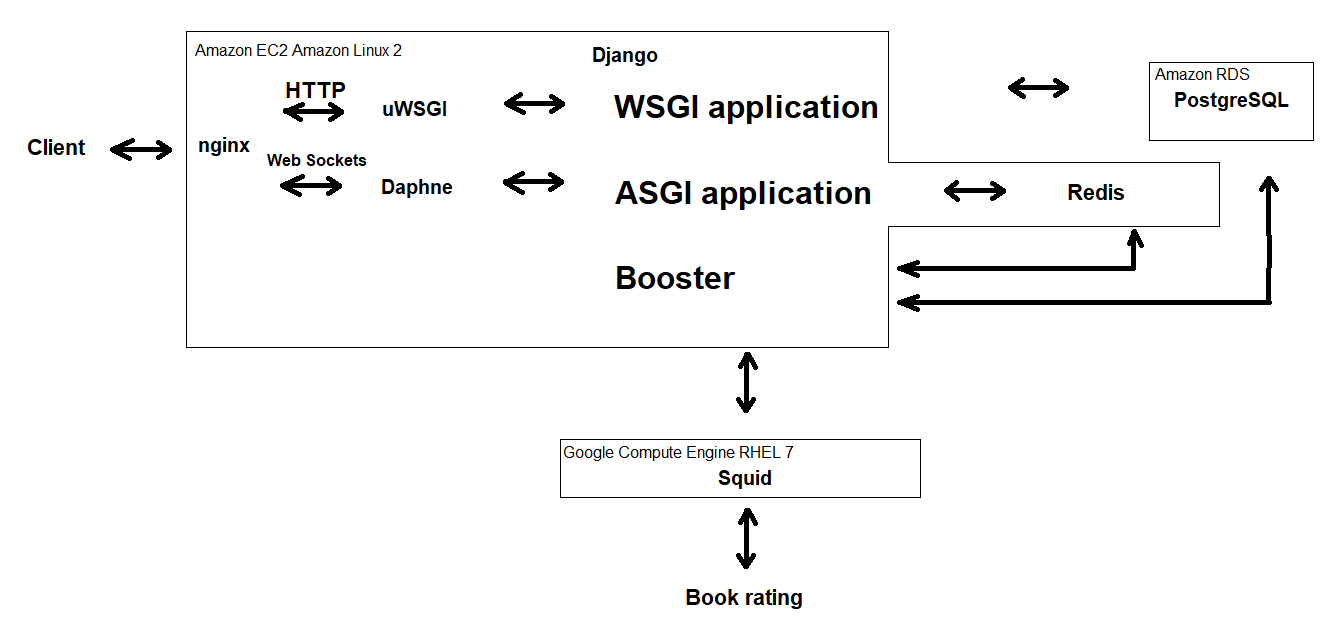 Amazon EC2 Amazon Linux 2
Django
Amazon RDS
PostgreSQL
HTTP
uWSGI
WSGI application
Client
nginx
Web Sockets
Daphne
ASGI application
Redis
Booster
Google Compute Engine RHEL 7
Squid
Book rating